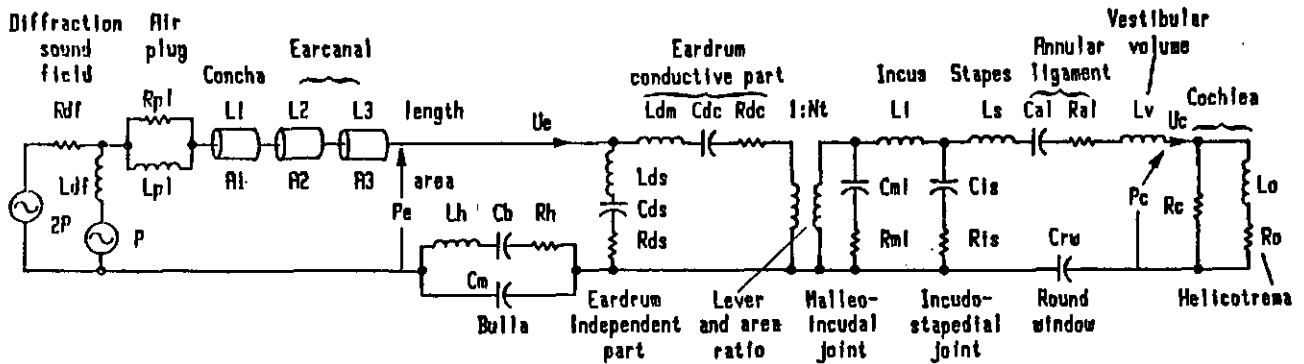 Diffraction sound field
Air plug
Concha
Earcanal
Eardrum conductive part
Incus
Stapes
Annular ligament
Vestibular volume
Cochlea
Rdf
Rpl
L1
L2
L3
length
Ue
Ldm
Cdc
Rdc
1:Nt
Li
Ls
Cal
Ral
Lv
Uc
Ldf
Lpl
A1
A2
A3
area
Pe
Lds
Cds
Rds
Cmi
Rmi
Cis
Ris
Pc
Rc
Lo
Ro
2P
P
Lh
Cb
Rh
Cm
Bulla
Crw
Eardrum Independent part
Lever and area ratio
Malleo-incudal joint
Incudo-stapedial joint
Round window
Helicotrema